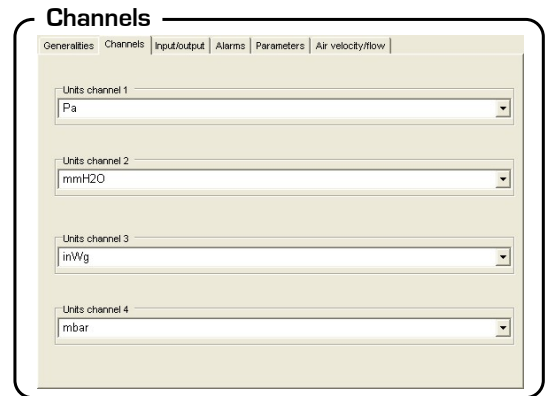 Channels
Generalities Channels Input/output Alarms Parameters Air velocity/flow
Units channel 1
Pa
Units channel 2
mmH2O
Units channel 3
inWg
Units channel 4
mbar